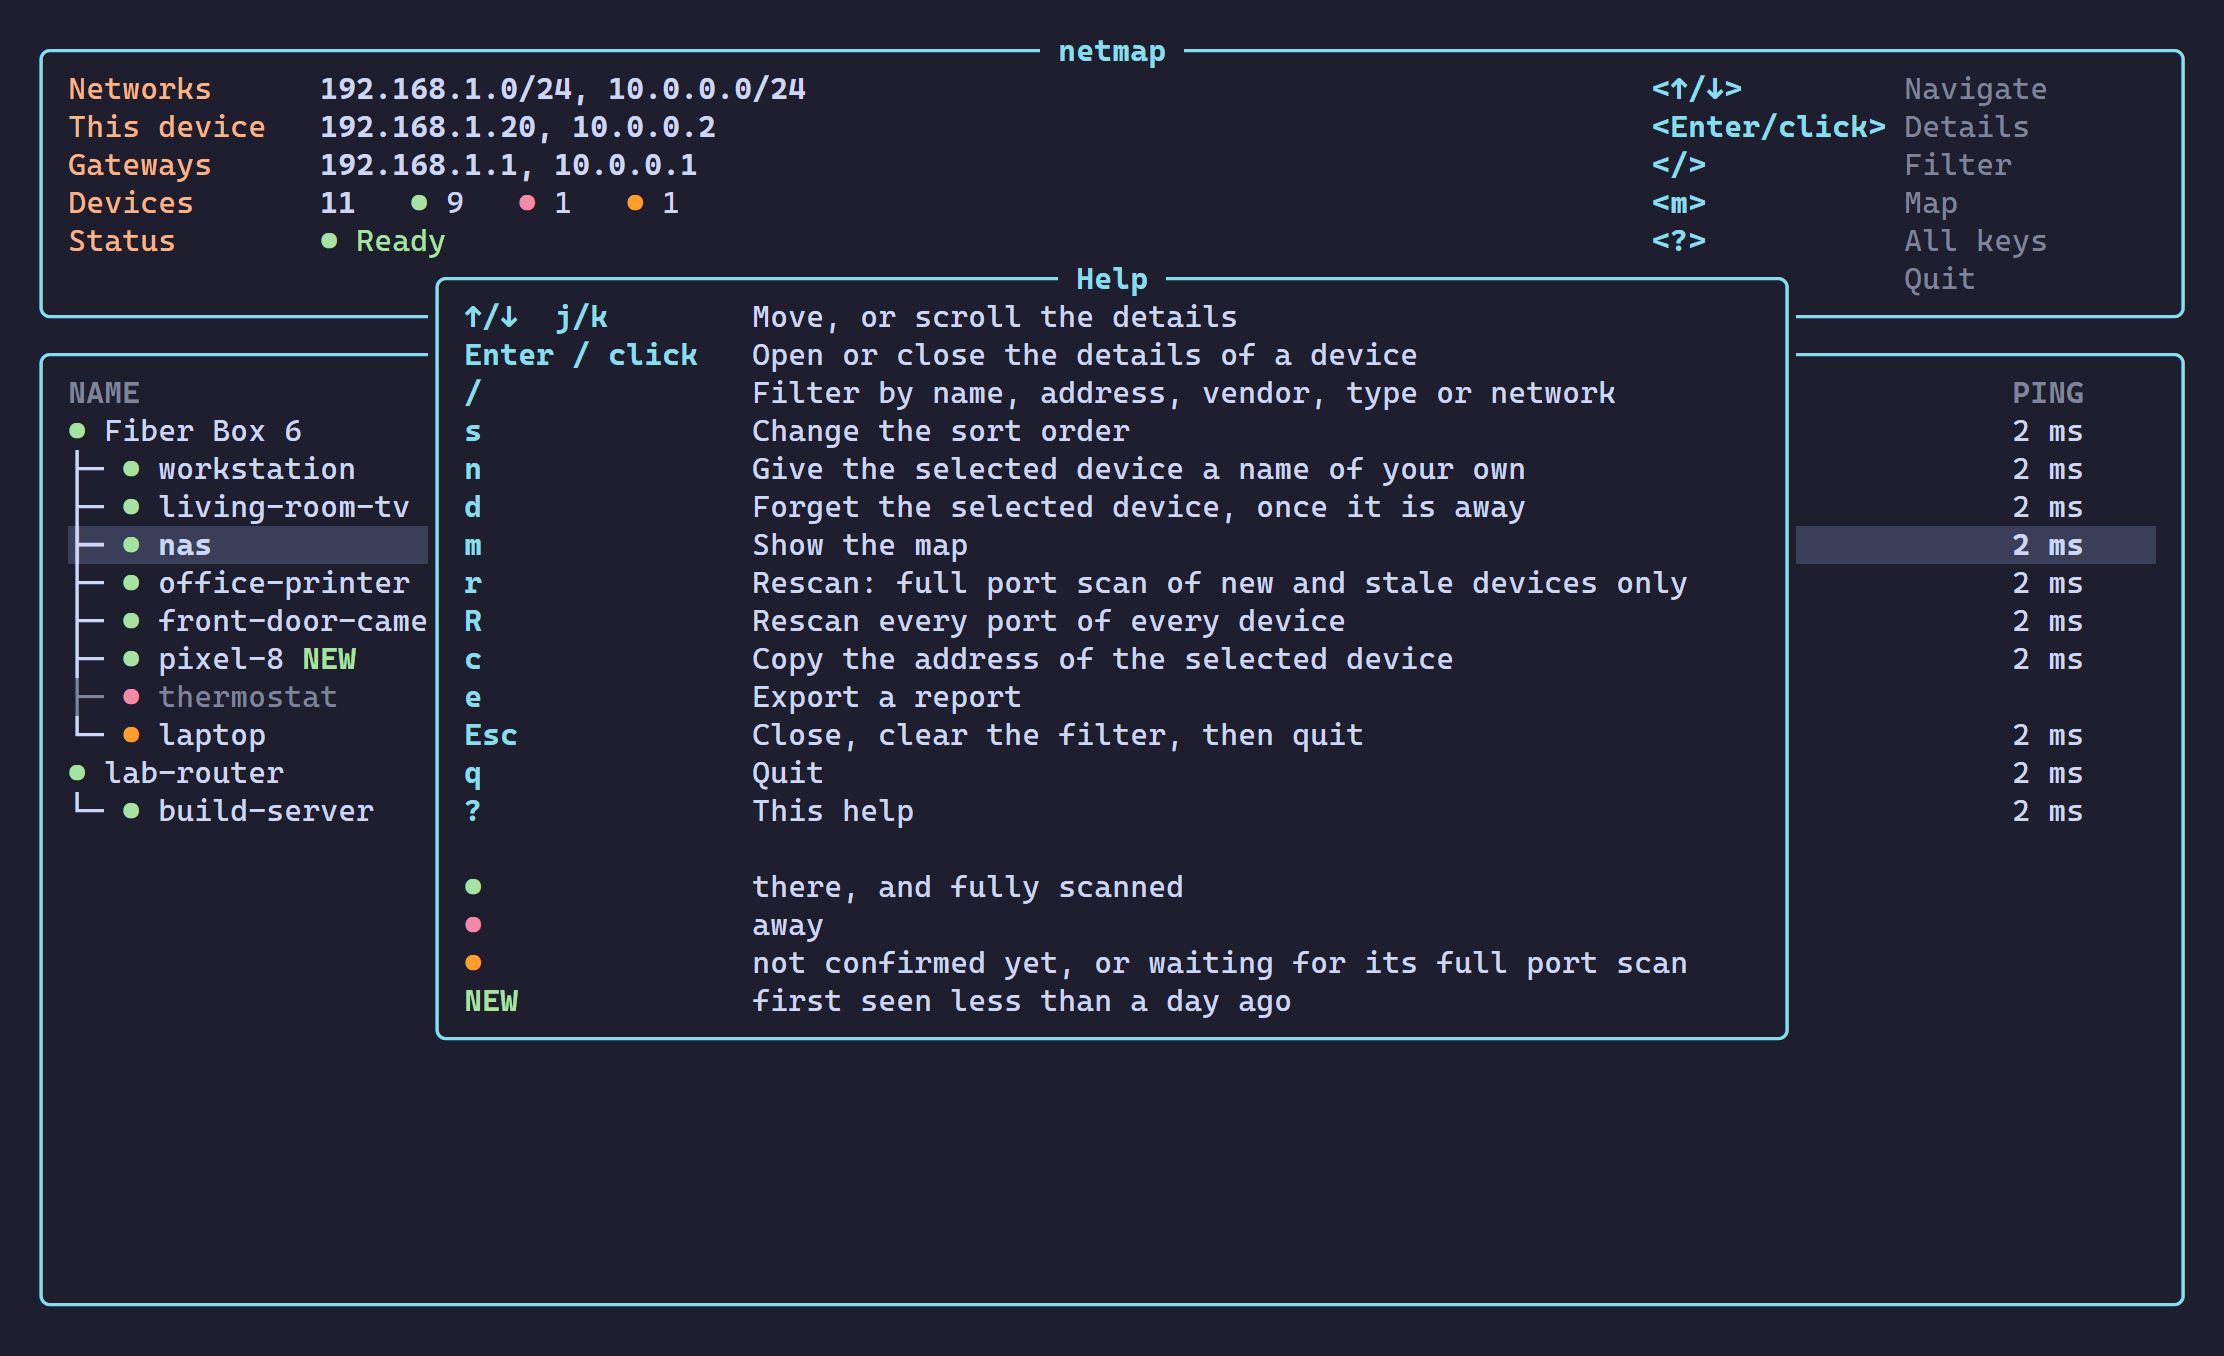 netmap
Networks 192.168.1.0/24, 10.0.0.0/24 <↑/↓> Navigate
This device 192.168.1.20, 10.0.0.2 <Enter/click> Details
Gateways 192.168.1.1, 10.0.0.1 </> Filter
Devices 11 ● 9 ● 1 ● 1 <m> Map
Status ● Ready <?> All keys
Quit
Help
↑/↓ j/k Move, or scroll the details
Enter / click Open or close the details of a device
/ Filter by name, address, vendor, type or network
s Change the sort order
n Give the selected device a name of your own
d Forget the selected device, once it is away
m Show the map
r Rescan: full port scan of new and stale devices only
R Rescan every port of every device
c Copy the address of the selected device
e Export a report
Esc Close, clear the filter, then quit
q Quit
? This help
● there, and fully scanned
● away
● not confirmed yet, or waiting for its full port scan
NEW first seen less than a day ago
NAME PING
● Fiber Box 6 2 ms
├─ ● workstation 2 ms
├─ ● living-room-tv 2 ms
├─ ● nas 2 ms
├─ ● office-printer 2 ms
├─ ● front-door-came 2 ms
├─ ● pixel-8 NEW 2 ms
├─ ● thermostat
└─ ● laptop 2 ms
● lab-router 2 ms
└─ ● build-server 2 ms